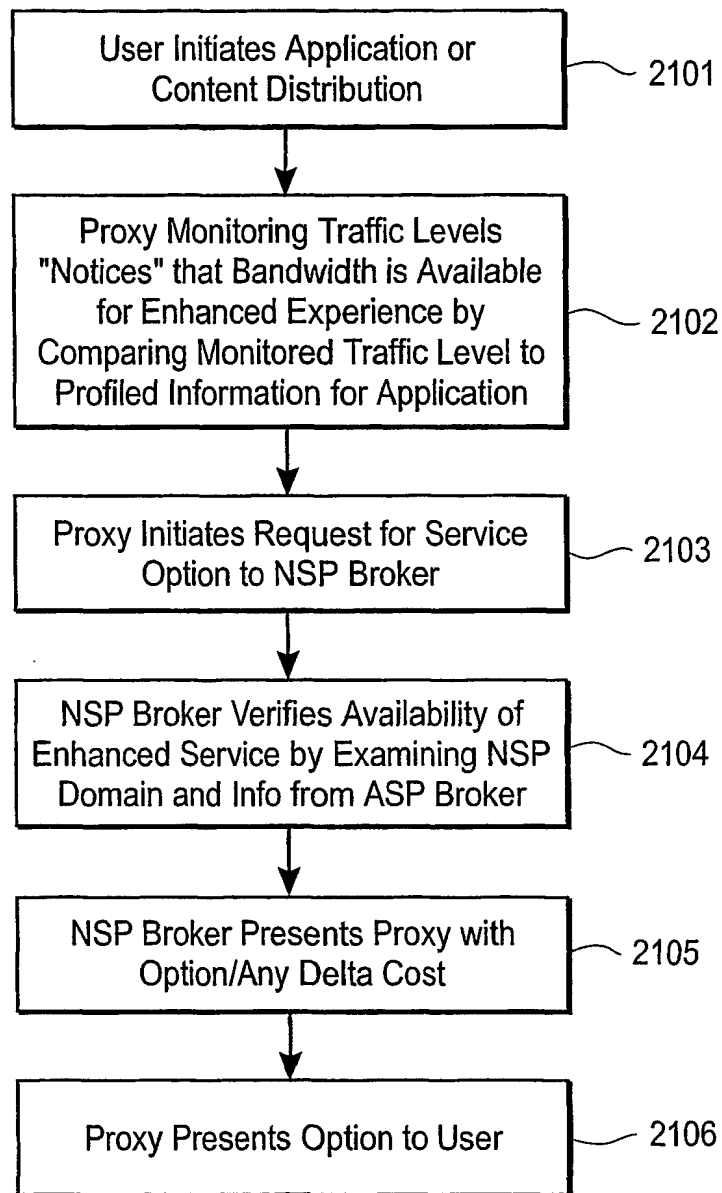 User Initiates Application or
Content Distribution
2101
Proxy Monitoring Traffic Levels
"Notices" that Bandwidth is Available
for Enhanced Experience by
Comparing Monitored Traffic Level to
Profiled Information for Application
2102
Proxy Initiates Request for Service
Option to NSP Broker
2103
NSP Broker Verifies Availability of
Enhanced Service by Examining NSP
Domain and Info from ASP Broker
2104
NSP Broker Presents Proxy with
Option/Any Delta Cost
2105
Proxy Presents Option to User
2106